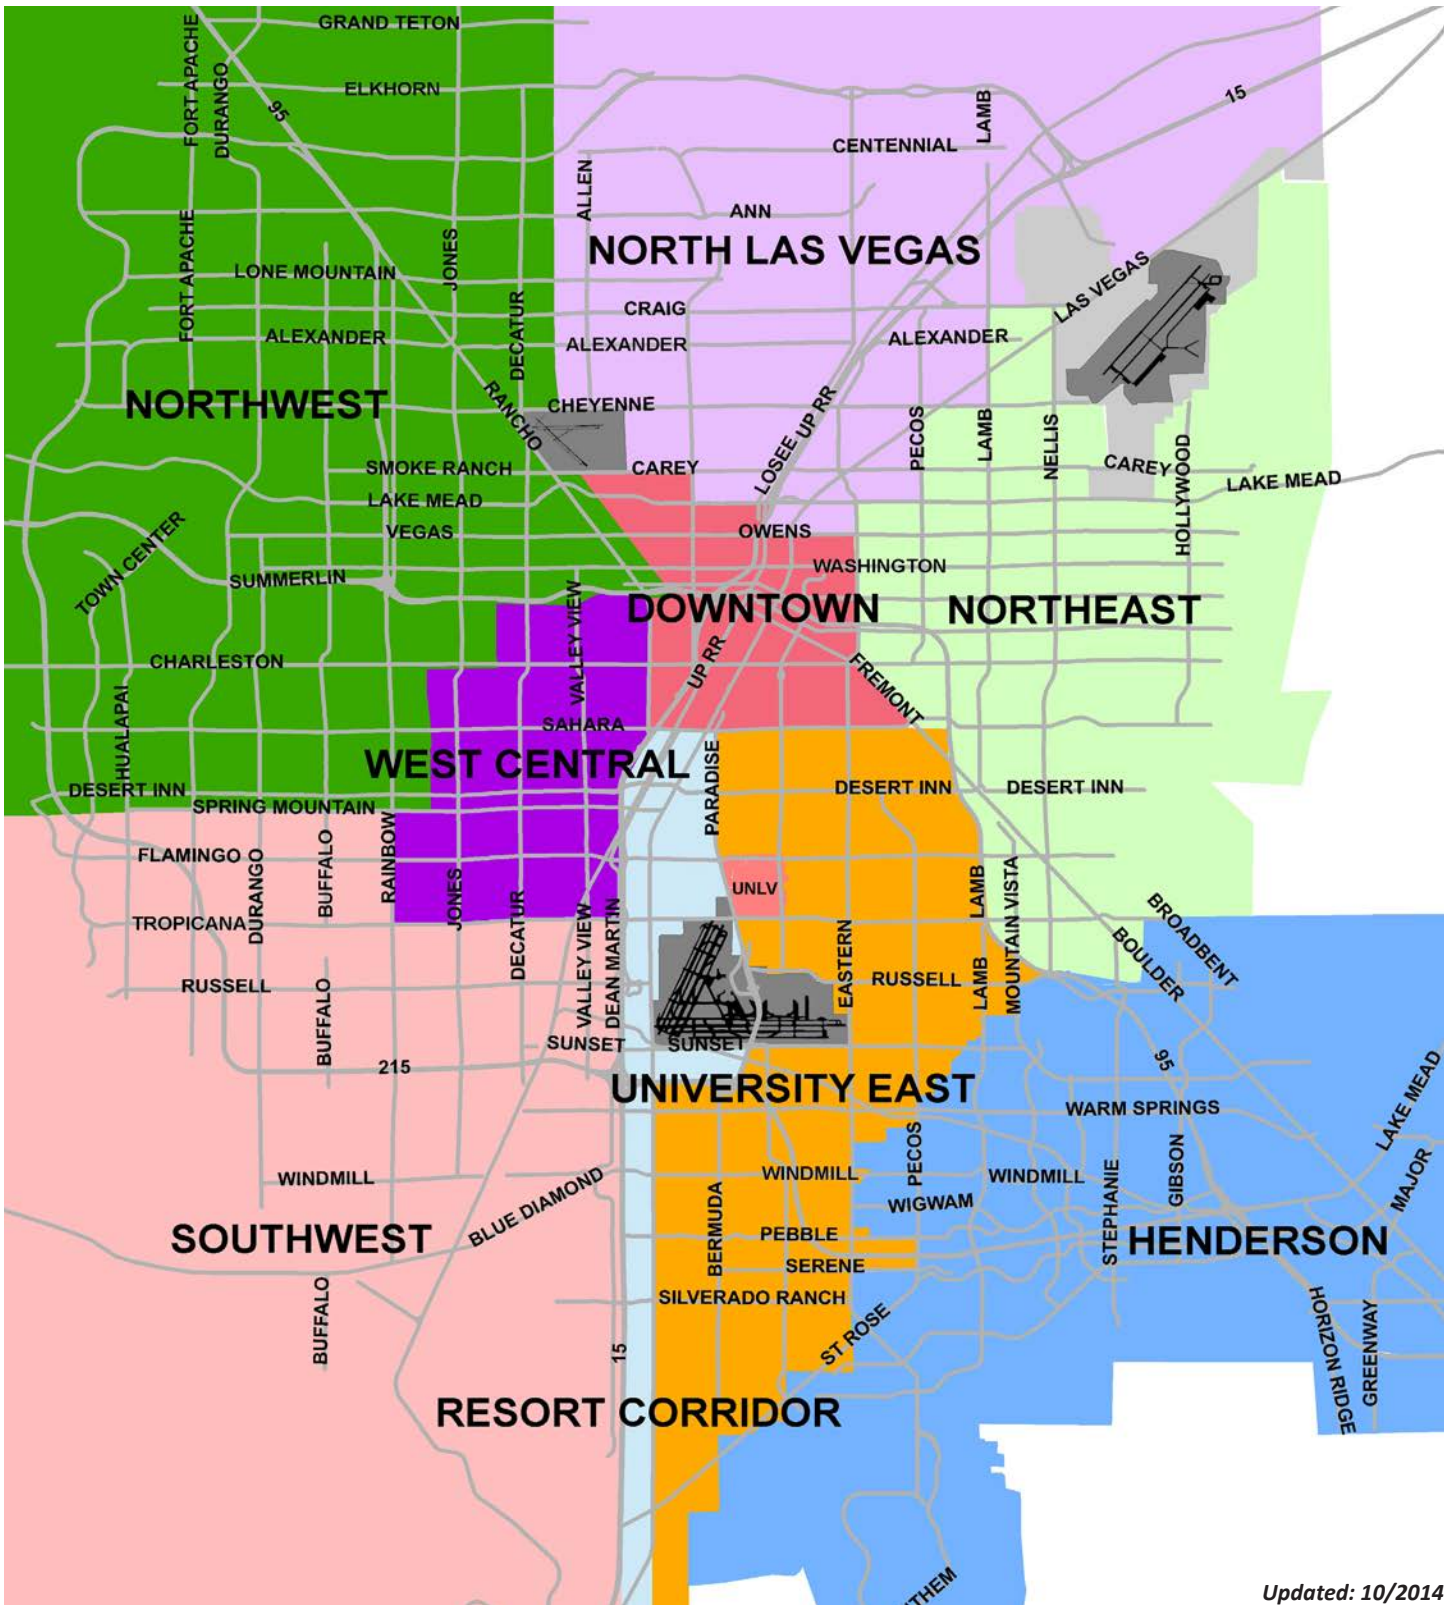 GRAND TETON
FORT APACHE
DURANGO
95
ELKHORN
LAMB
15
CENTENNIAL
ALLEN
ANN
FORT APACHE
JONES
NORTH LAS VEGAS
LONE MOUNTAIN
LAS VEGAS
DECATUR
CRAIG
ALEXANDER
ALEXANDER
ALEXANDER
NORTHWEST
RANCHO
CHEYENNE
LOSEE
UP RR
PECOS
LAMB
NELLIS
HOLLYWOOD
SMOKE RANCH
CAREY
CAREY
LAKE MEAD
LAKE MEAD
VEGAS
OWENS
TOWN CENTER
SUMMERLIN
WASHINGTON
VALLEY VIEW
DOWNTOWN
NORTHEAST
CHARLESTON
UP RR
FREMONT
HUALAPAI
SAHARA
WEST CENTRAL
PARADISE
DESERT INN
DESERT INN
DESERT INN
SPRING MOUNTAIN
FLAMINGO
DURANGO
BUFFALO
RAINBOW
JONES
DECATUR
VALLEY VIEW
DEAN MARTIN
UNLV
LAMB
MOUNTAIN VISTA
BROADBENT
BOULDER
TROPICANA
EASTERN
RUSSELL
BUFFALO
RUSSELL
LAMB
SUNSET
SUNSET
215
95
UNIVERSITY EAST
WARM SPRINGS
LAKE MEAD
PECOS
STEPHANIE
GIBSON
MAJOR
WINDMILL
BLUE DIAMOND
BERMUDA
WINDMILL
WINDMILL
WIGWAM
SOUTHWEST
PEBBLE
HENDERSON
SERENE
BUFFALO
SILVERADO RANCH
ST ROSE
15
HORIZON RIDGE
GREENWAY
RESORT CORRIDOR
Updated: 10/2014